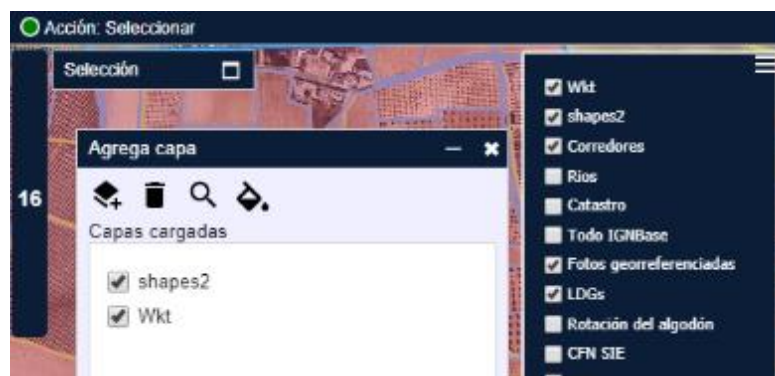 Acción: Seleccionar
Selección
16
Agrega capa
Capas cargadas
shapes2
Wkt
Wkt
shapes2
Corredores
Rios
Catastro
Todo IGNBase
Fotos georreferenciadas
LDGs
Rotación del algodón
CFN SIE